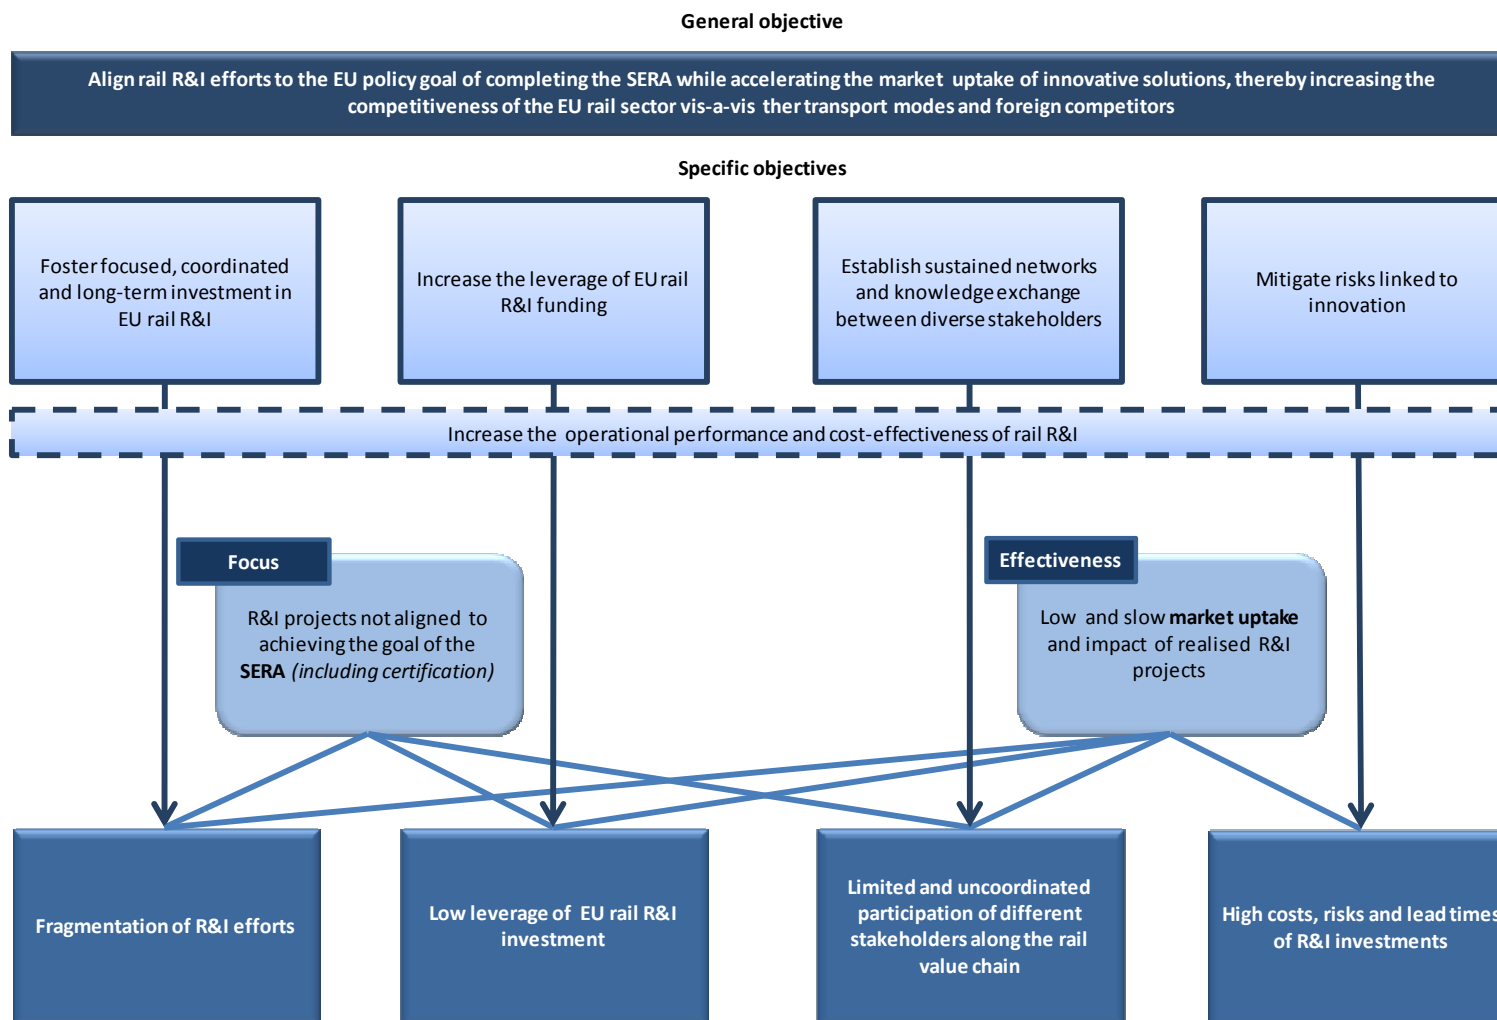 General objective
Align rail R&I efforts to the EU policy goal of completing the SERA while accelerating the market uptake of innovative solutions, thereby increasing the
competitiveness of the EU rail sector vis-a-vis ther transport modes and foreign competitors
Specific objectives
Foster focused, coordinated
and long-term investment in
EU rail R&I
Increase the leverage of EU rail
R&I funding
Establish sustained networks
and knowledge exchange
between diverse stakeholders
Mitigate risks linked to
innovation
Increase the operational performance and cost-effectiveness of rail R&I
Focus
R&I projects not aligned to
achieving the goal of the
SERA (including certification)
Effectiveness
Low and slow market uptake
and impact of realised R&I
projects
Fragmentation of R&I efforts
Low leverage of EU rail R&I
investment
Limited and uncoordinated
participation of different
stakeholders along the rail
value chain
High costs, risks and lead times
of R&I investments